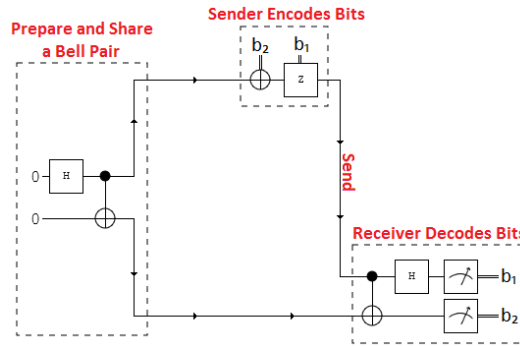 Sender Encodes Bits
Prepare and Share
a Bell Pair
b₂ b₁
Z
0 H
0
Send
Receiver Decodes Bits
H b₁
b₂